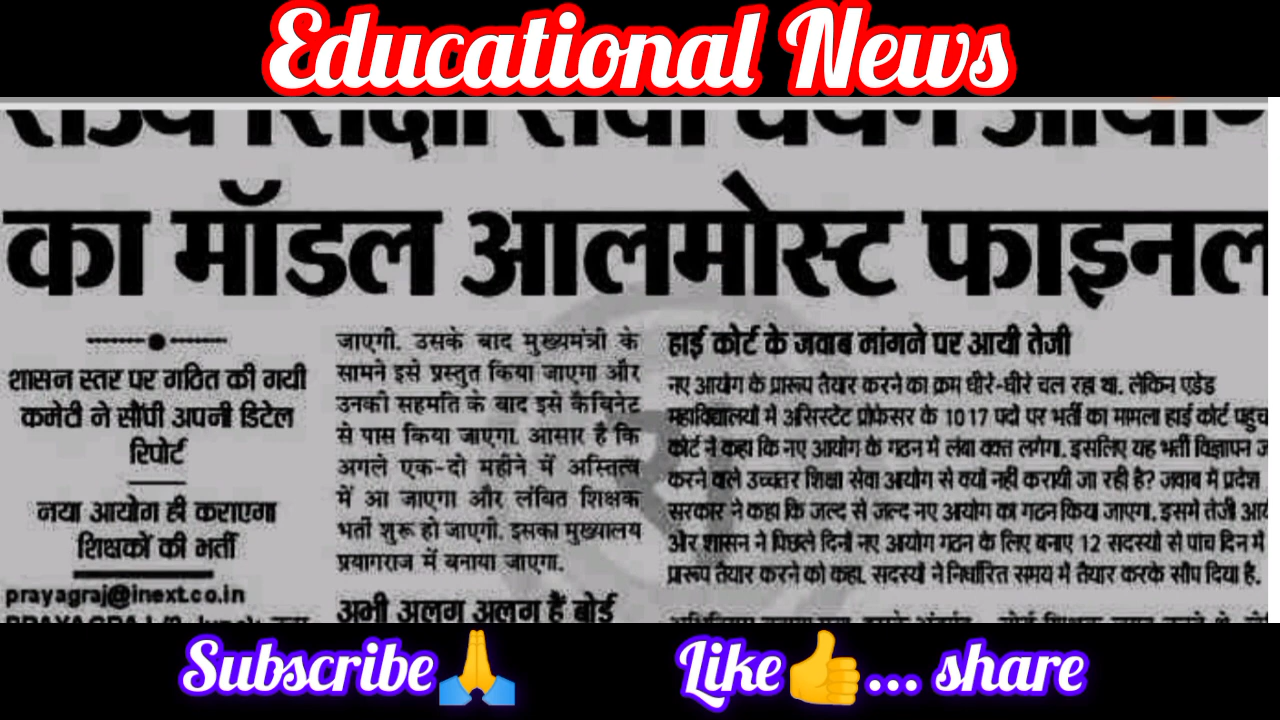 Educational News
राज्य शिक्षा सेवा चयन आयोग
का मॉडल आलमोस्ट फाइनल
शासन स्तर पर गठित की गयी
कमेटी ने सौंपी अपनी डिटेल
रिपोर्ट
नया आयोग ही कराएगा
शिक्षकों की भर्ती
prayagraj@inext.co.in
जाएगी. उसके बाद मुख्यमंत्री के
सामने इसे प्रस्तुत किया जाएगा और
उनकी सहमति के बाद इसे कैबिनेट
से पास किया जाएगा. आसार है कि
अगले एक-दो महीने में अस्तित्व
में आ जाएगा और लंबित शिक्षक
भर्ती शुरू हो जाएगी. इसका मुख्यालय
प्रयागराज में बनाया जाएगा.
अभी अलग अलग हैं बोर्ड
हाई कोर्ट के जवाब मांगने पर आयी तेजी
नए आयोग के प्रारूप तैयार करने का क्रम धीरे-धीरे चल रहा था. लेकिन एडेड
महाविद्यालयों में असिस्टेंट प्रोफेसर के 1017 पदों पर भर्ती का मामला हाई कोर्ट
कोर्ट ने कहा कि नए आयोग के गठन में लंबा वक्त लगेगा. इसलिए यह भर्ती विज्ञापन
करने वाले उच्चतर शिक्षा सेवा आयोग से क्यों नहीं करायी जा रही है? जवाब में प्रदेश
सरकार ने कहा कि जल्द से जल्द नए आयोग का गठन किया जाएगा. इसमें तेजी
और शासन ने पिछले दिनों नए आयोग गठन के लिए बनाए 12 सदस्यों से पांच दिन में
प्रारूप तैयार करने को कहा. सदस्यों ने निर्धारित समय में तैयार करके सौंप दिया है.
Subscribe🙏
Like👍... share